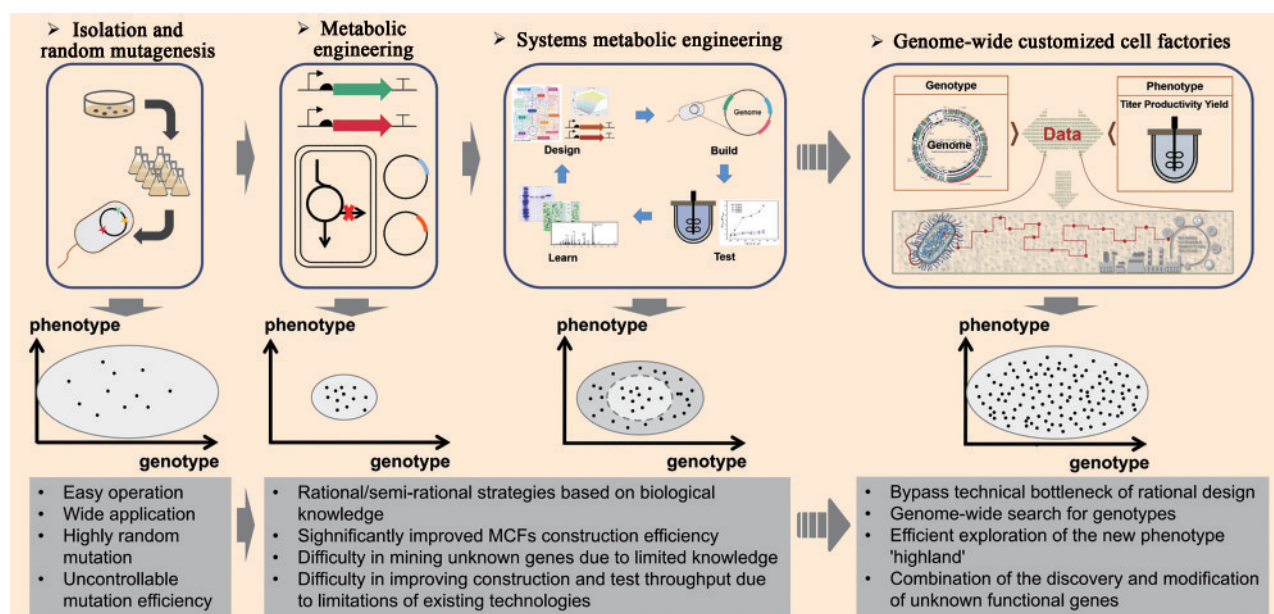 ➢ Isolation and
random mutagenesis
➢ Metabolic
engineering
➢ Systems metabolic engineering
➢ Genome-wide customized cell factories
Design
Genome
Build
Learn
Test
Genotype
Genome
Data
Phenotype
Titer Productivity Yield
phenotype
genotype
phenotype
genotype
phenotype
genotype
phenotype
genotype
• Easy operation
• Wide application
• Highly random
mutation
• Uncontrollable
mutation efficiency
• Rational/semi-rational strategies based on biological
knowledge
• Sighnificantly improved MCFs construction efficiency
• Difficulty in mining unknown genes due to limited knowledge
• Difficulty in improving construction and test throughput due
to limitations of existing technologies
• Bypass technical bottleneck of rational design
• Genome-wide search for genotypes
• Efficient exploration of the new phenotype
'highland'
• Combination of the discovery and modification
of unknown functional genes